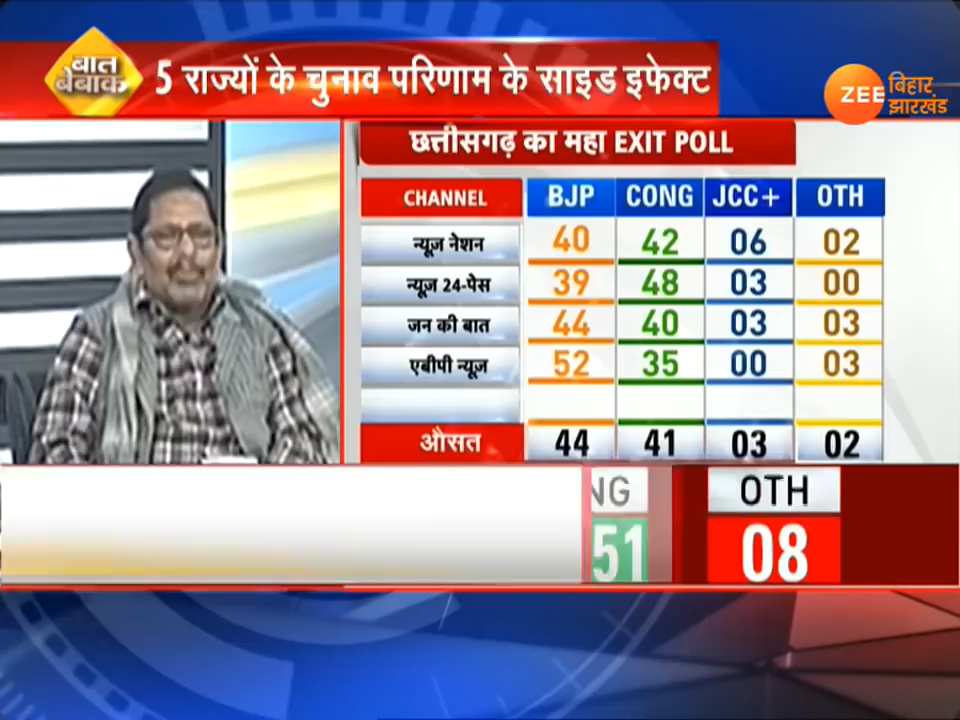 बात
बेबाक
5 राज्यों के चुनाव परिणाम के साइड इफेक्ट
ZEE बिहार झारखंड
छत्तीसगढ़ का महा EXIT POLL
CHANNEL BJP CONG JCC+ OTH
न्यूज़ नेशन 40 42 06 02
न्यूज़ 24-पेस 39 48 03 00
जन की बात 44 40 03 03
एबीपी न्यूज़ 52 35 00 03
औसत 44 41 03 02
NG OTH
51 08